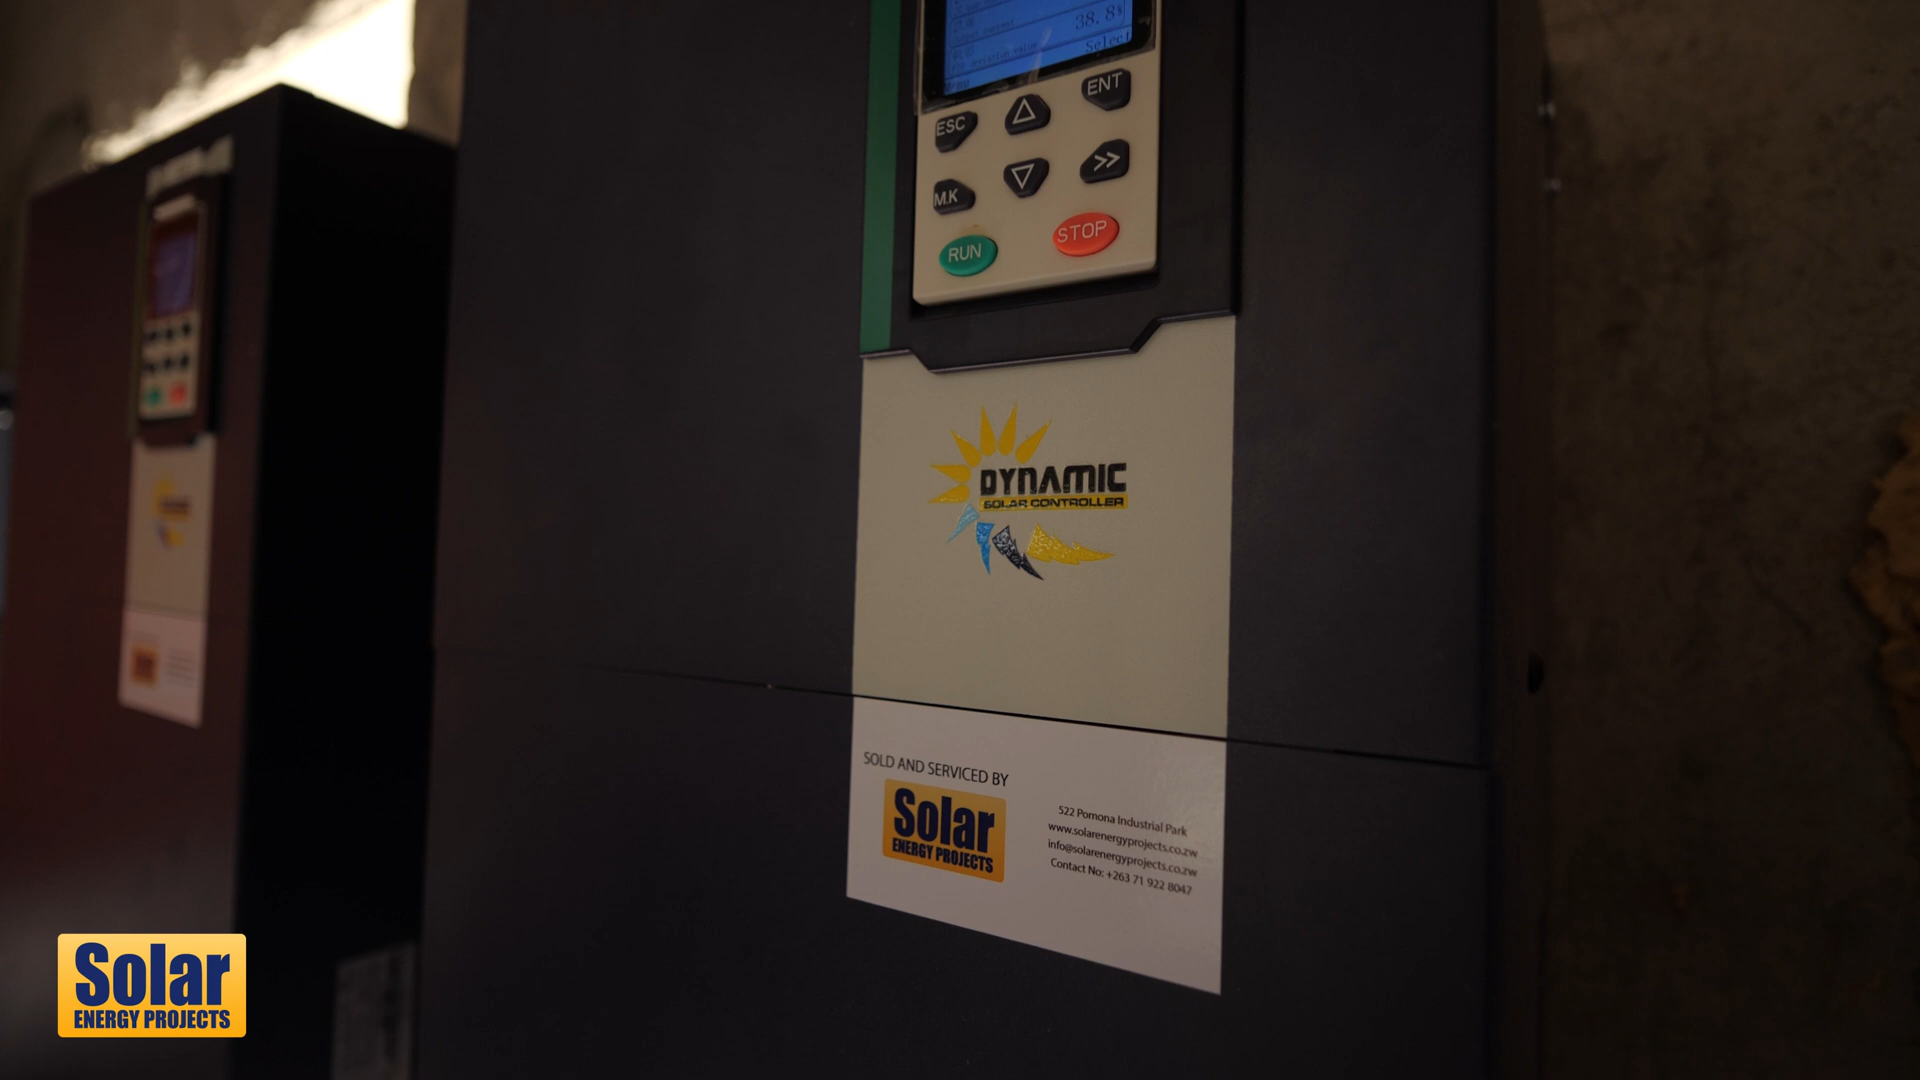 Output current 38.8%
Select
ESC
ENT
M.K
>>
RUN
STOP
DYNAMIC
SOLAR CONTROLLER
SOLD AND SERVICED BY
Solar
ENERGY PROJECTS
522 Pomona Industrial Park
www.solarenergyprojects.co.zw
info@solarenergyprojects.co.zw
Contact No: +263 71 922 8047
Solar
ENERGY PROJECTS